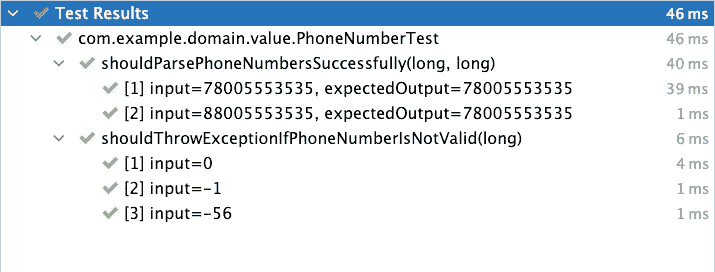 Test Results 46 ms
com.example.domain.value.PhoneNumberTest 46 ms
shouldParsePhoneNumbersSuccessfully(long, long) 40 ms
[1] input=78005553535, expectedOutput=78005553535 39 ms
[2] input=88005553535, expectedOutput=78005553535 1 ms
shouldThrowExceptionIfPhoneNumberIsNotValid(long) 6 ms
[1] input=0 4 ms
[2] input=-1 1 ms
[3] input=-56 1 ms